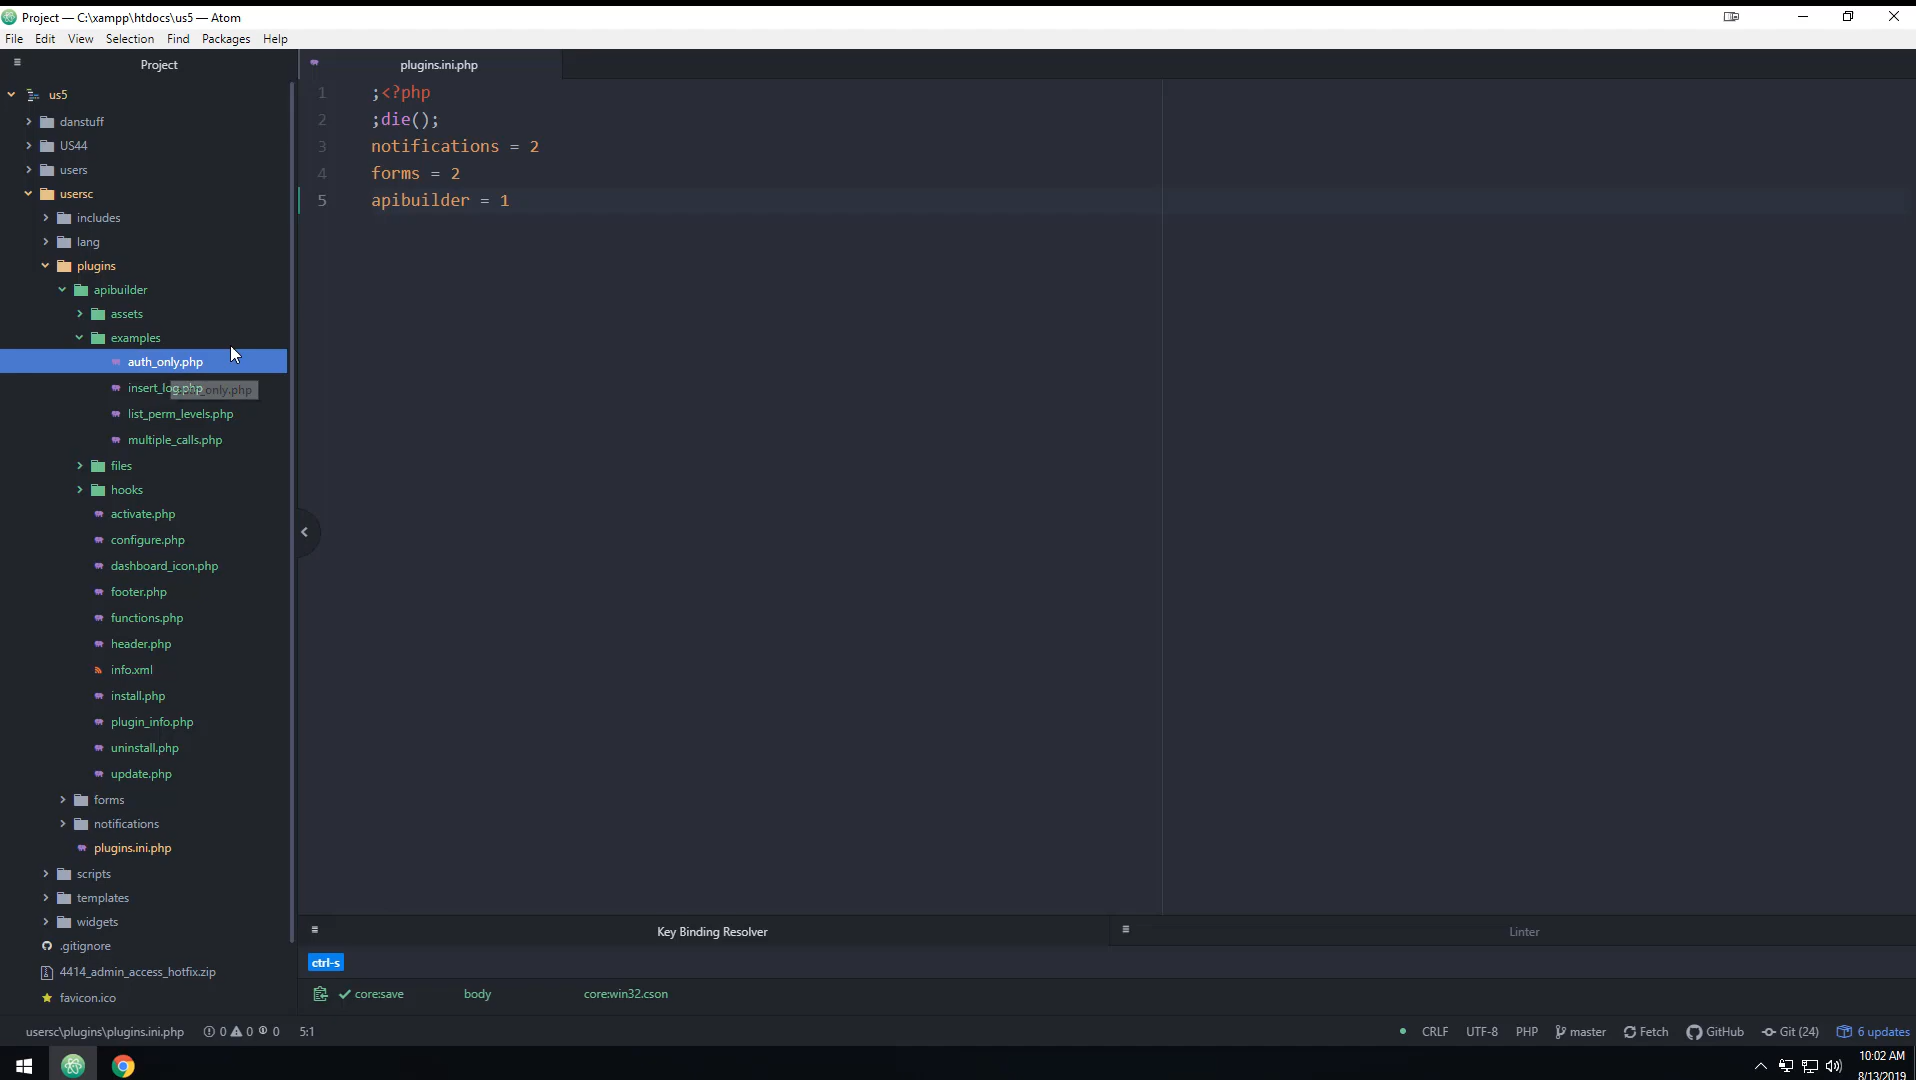 Project — C:\xampp\htdocs\us5 — Atom
File Edit View Selection Find Packages Help
Project
plugins.ini.php
us5
danstuff
US44
users
usersc
includes
lang
plugins
apibuilder
assets
examples
auth_only.php
insert_log.php
list_perm_levels.php
multiple_calls.php
files
hooks
activate.php
configure.php
dashboard_icon.php
footer.php
functions.php
header.php
info.xml
install.php
plugin_info.php
uninstall.php
update.php
forms
notifications
plugins.ini.php
scripts
templates
widgets
.gitignore
4414_admin_access_hotfix.zip
favicon.ico
1 ;<?php
2 ;die();
3 notifications = 2
4 forms = 2
5 apibuilder = 1
Key Binding Resolver
Linter
ctrl-s
core:save body core:win32.cson
usersc\plugins\plugins.ini.php 0 0 0 5:1
CRLF UTF-8 PHP master Fetch GitHub Git (24) 6 updates
10:02 AM
8/13/2019